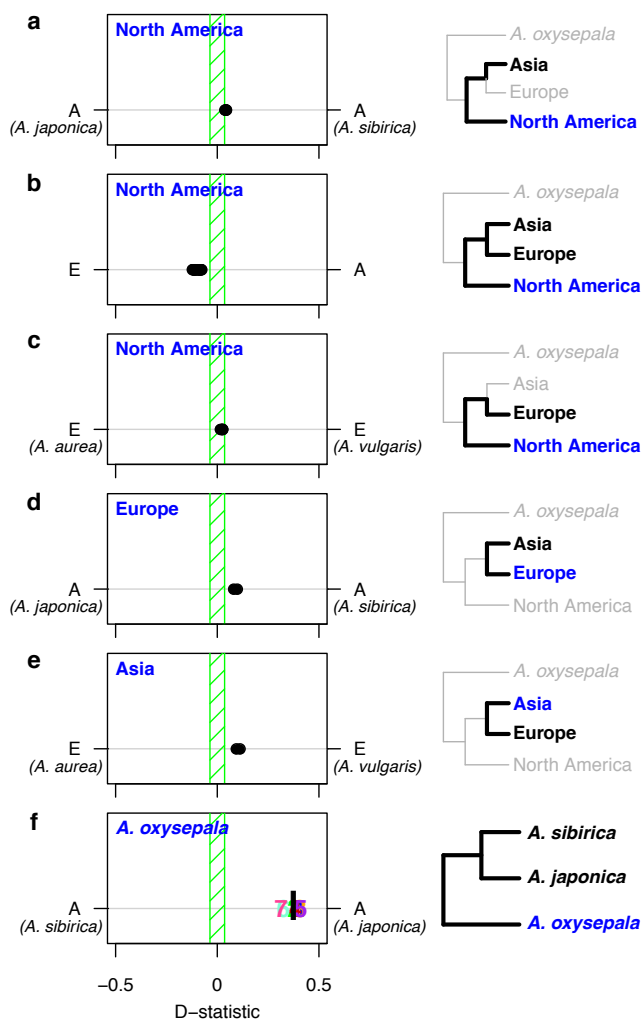 a
North America
A
(A. japonica)
A
(A. sibirica)
A. oxysepala
Asia
Europe
North America
b
North America
E
A
A. oxysepala
Asia
Europe
North America
c
North America
E
(A. aurea)
E
(A. vulgaris)
A. oxysepala
Asia
Europe
North America
d
Europe
A
(A. japonica)
A
(A. sibirica)
A. oxysepala
Asia
Europe
North America
e
Asia
E
(A. aurea)
E
(A. vulgaris)
A. oxysepala
Asia
Europe
North America
f
A. oxysepala
A
(A. sibirica)
7
A
(A. japonica)
A. sibirica
A. japonica
A. oxysepala
−0.5 0 0.5
D−statistic